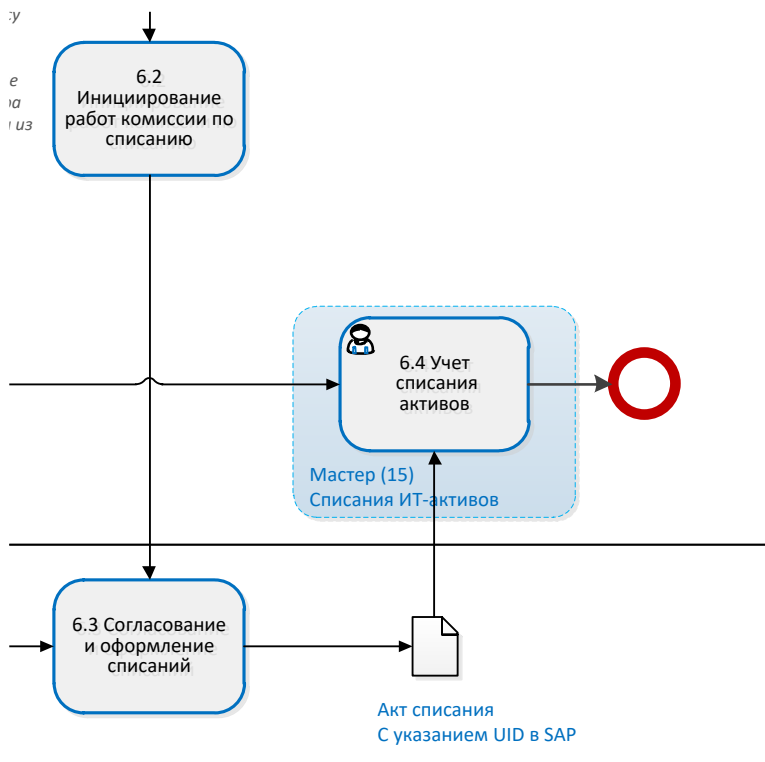 6.2
Инициирование
работ комиссии по
списанию
из
6.4 Учет
списания
активов
Мастер (15)
Списания ИТ-активов
6.3 Согласование
и оформление
списаний
Акт списания
С указанием UID в SAP